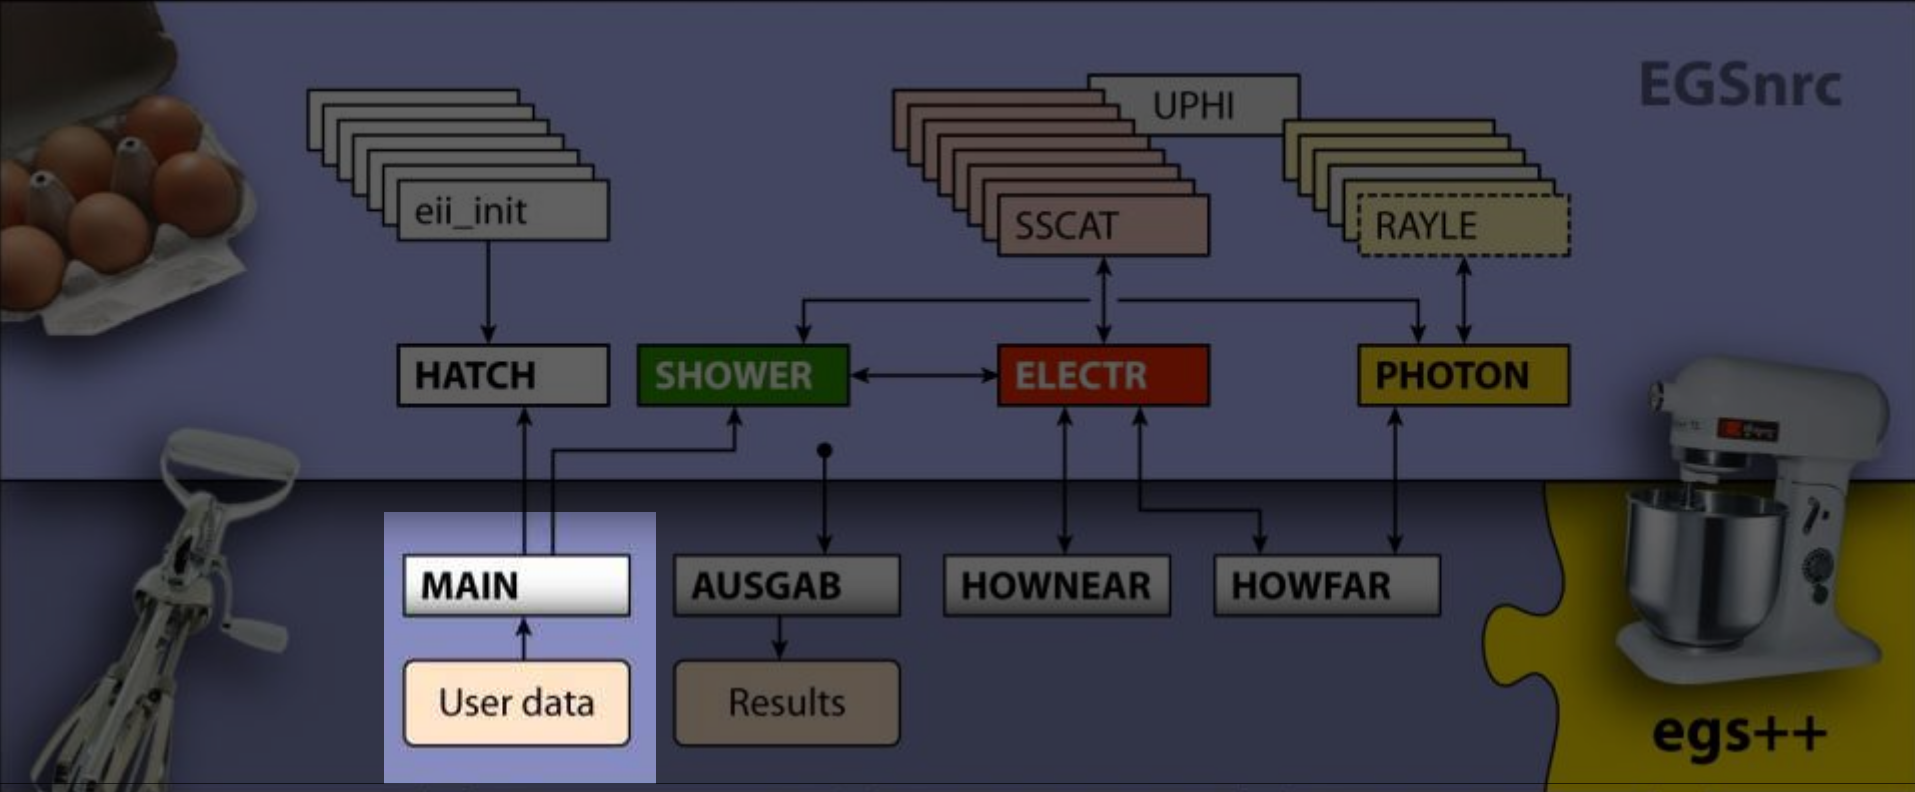 EGSnrc
UPHI
eii_init
SSCAT
RAYLE
HATCH
SHOWER
ELECTR
PHOTON
MAIN
AUSGAB
HOWNEAR
HOWFAR
User data
Results
egs++